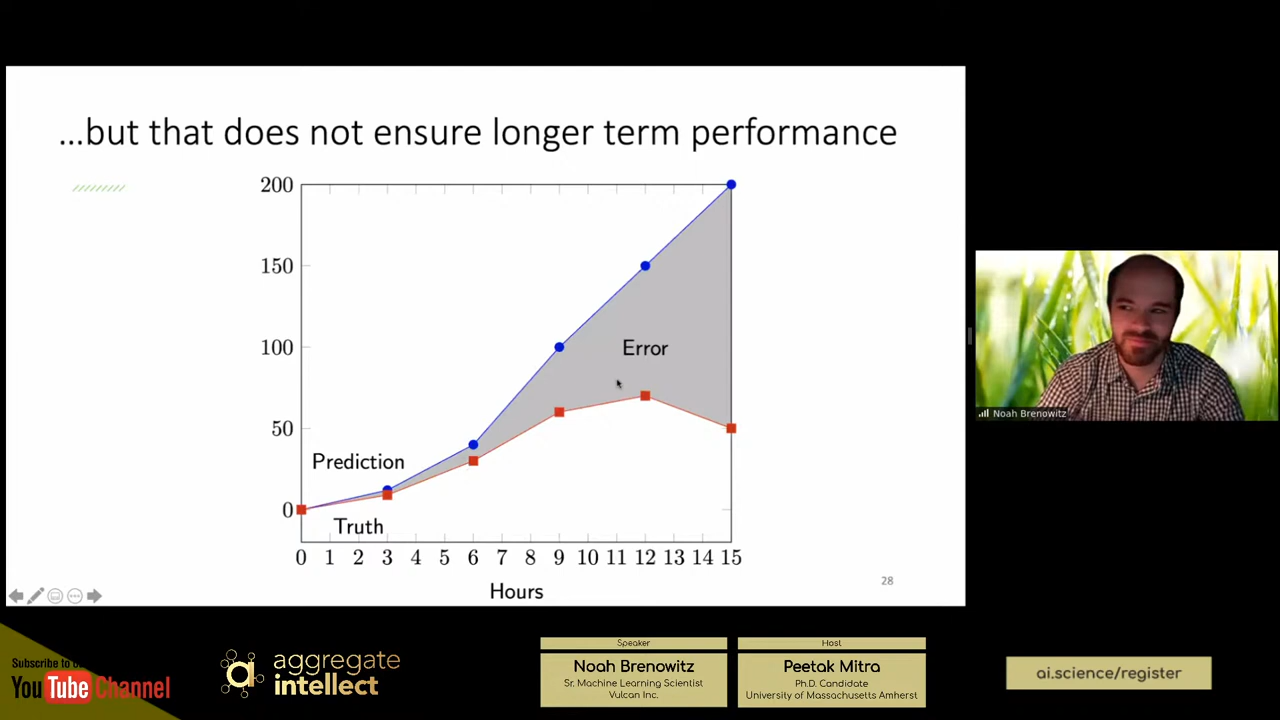 ...but that does not ensure longer term performance
200
150
100
50
0
Error
Prediction
Truth
0 1 2 3 4 5 6 7 8 9 10 11 12 13 14 15
Hours
28
Noah Brenowitz
Subscribe to
YouTube Channel
aggregate
intellect
Speaker
Noah Brenowitz
Sr. Machine Learning Scientist
Vulcan Inc.
Host
Peetak Mitra
Ph.D. Candidate
University of Massachusetts Amherst
ai.science/register